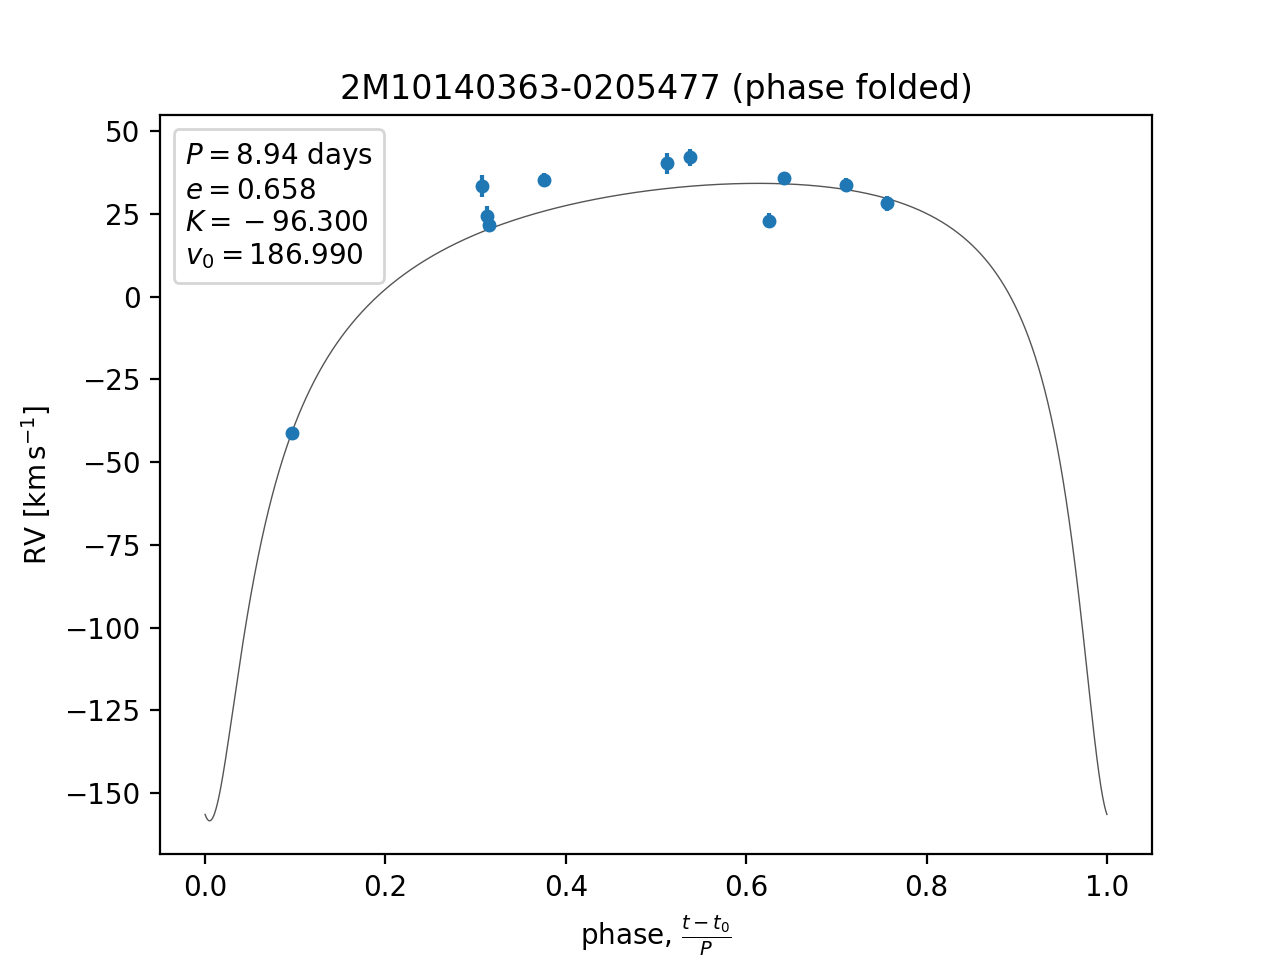 2M10140363-0205477 (phase folded)
P = 8.94 days
e = 0.658
K = −96.300
v₀ = 186.990
50
25
0
−25
−50
−75
−100
−125
−150
RV [km s⁻¹]
0.0 0.2 0.4 0.6 0.8 1.0
phase, (t − t₀)/P